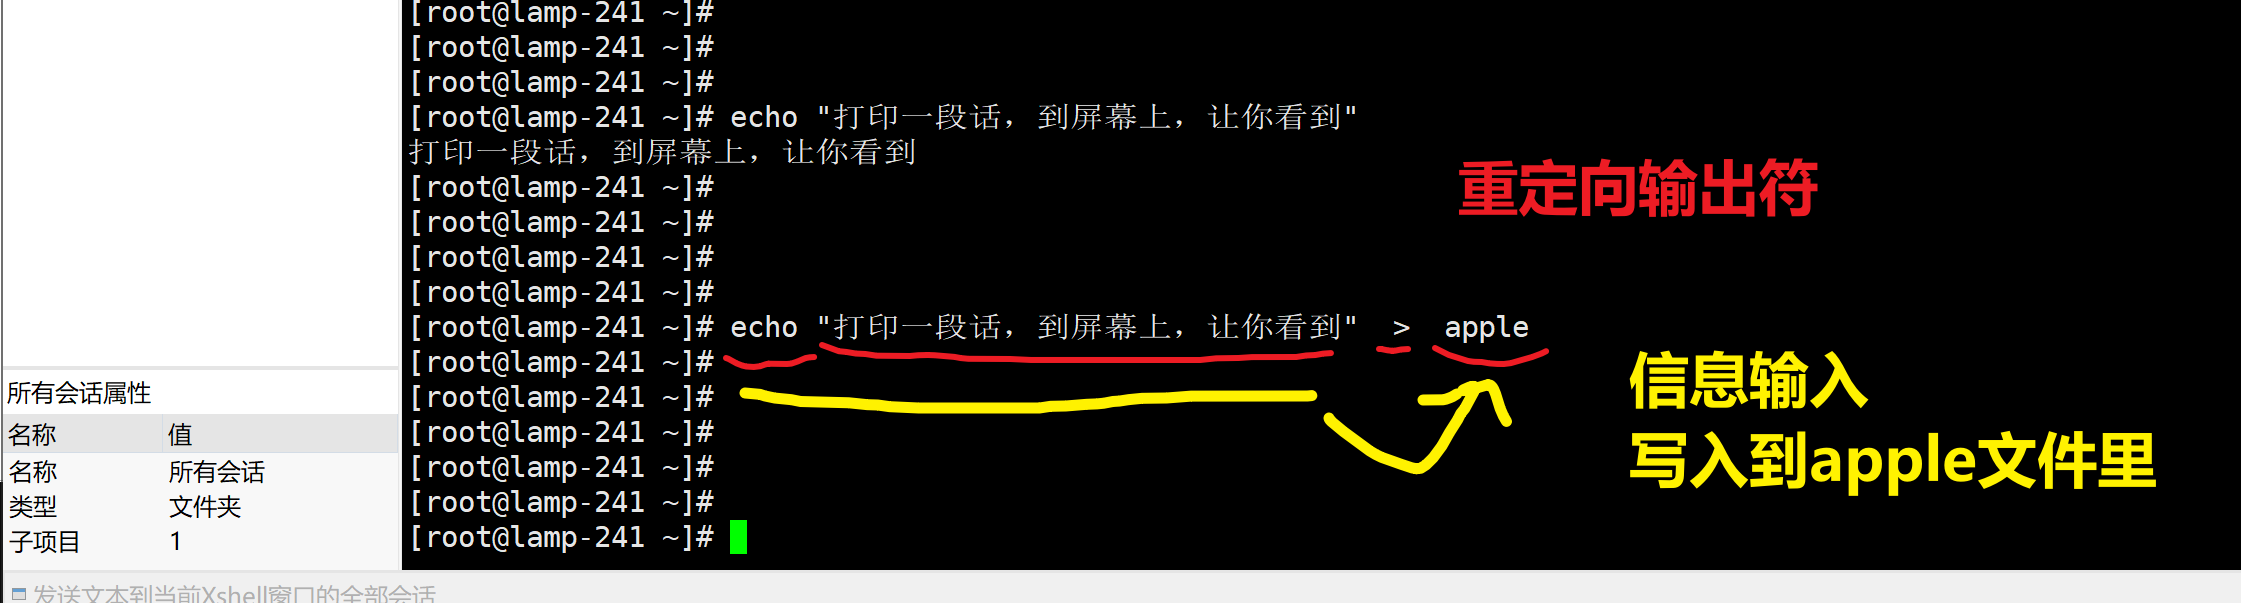 [root@lamp-241 ~]#
[root@lamp-241 ~]#
[root@lamp-241 ~]#
[root@lamp-241 ~]# echo "打印一段话，到屏幕上，让你看到"
打印一段话，到屏幕上，让你看到
[root@lamp-241 ~]#
重定向输出符
[root@lamp-241 ~]#
[root@lamp-241 ~]#
[root@lamp-241 ~]#
[root@lamp-241 ~]# echo "打印一段话，到屏幕上，让你看到"  >  apple
[root@lamp-241 ~]#
[root@lamp-241 ~]#
[root@lamp-241 ~]#
[root@lamp-241 ~]#
[root@lamp-241 ~]#
[root@lamp-241 ~]#
信息输入
写入到apple文件里
所有会话属性
名称 值
名称 所有会话
类型 文件夹
子项目 1
发送文本到当前Xshell窗口的全部会话